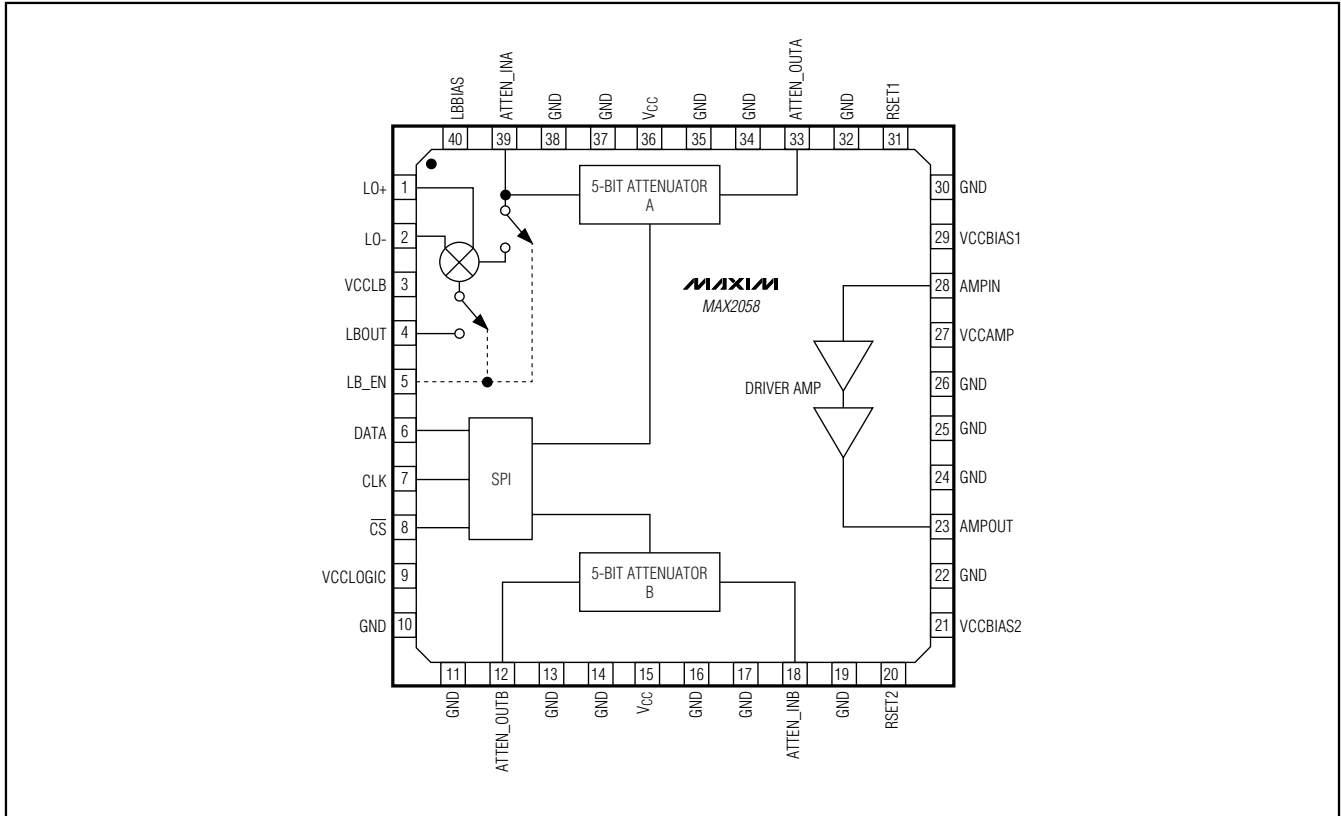 LBBIAS
ATTEN_INA
GND
GND
VCC
GND
GND
ATTEN_OUTA
GND
RSET1
40 39 38 37 36 35 34 33 32 31
LO+ 1
LO- 2
VCCLB 3
LBOUT 4
LB_EN 5
DATA 6
CLK 7
CS 8
VCCLOGIC 9
GND 10
5-BIT ATTENUATOR
A
MAXIM
MAX2058
DRIVER AMP
SPI
5-BIT ATTENUATOR
B
30 GND
29 VCCBIAS1
28 AMPIN
27 VCCAMP
26 GND
25 GND
24 GND
23 AMPOUT
22 GND
21 VCCBIAS2
11 12 13 14 15 16 17 18 19 20
GND
ATTEN_OUTB
GND
GND
VCC
GND
GND
ATTEN_INB
GND
RSET2